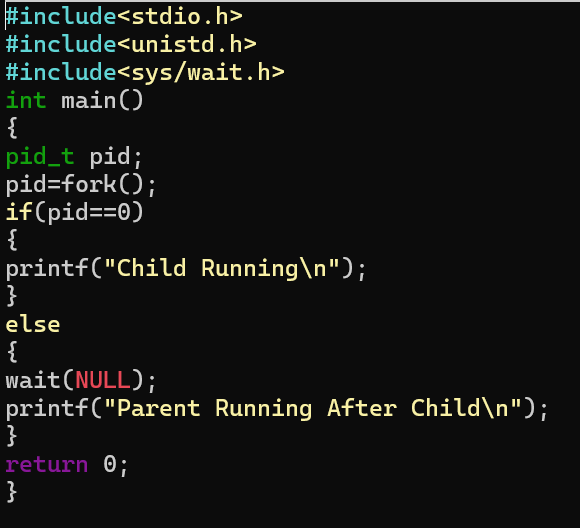 #include<stdio.h>
#include<unistd.h>
#include<sys/wait.h>
int main()
{
pid_t pid;
pid=fork();
if(pid==0)
{
printf("Child Running\n");
}
else
{
wait(NULL);
printf("Parent Running After Child\n");
}
return 0;
}